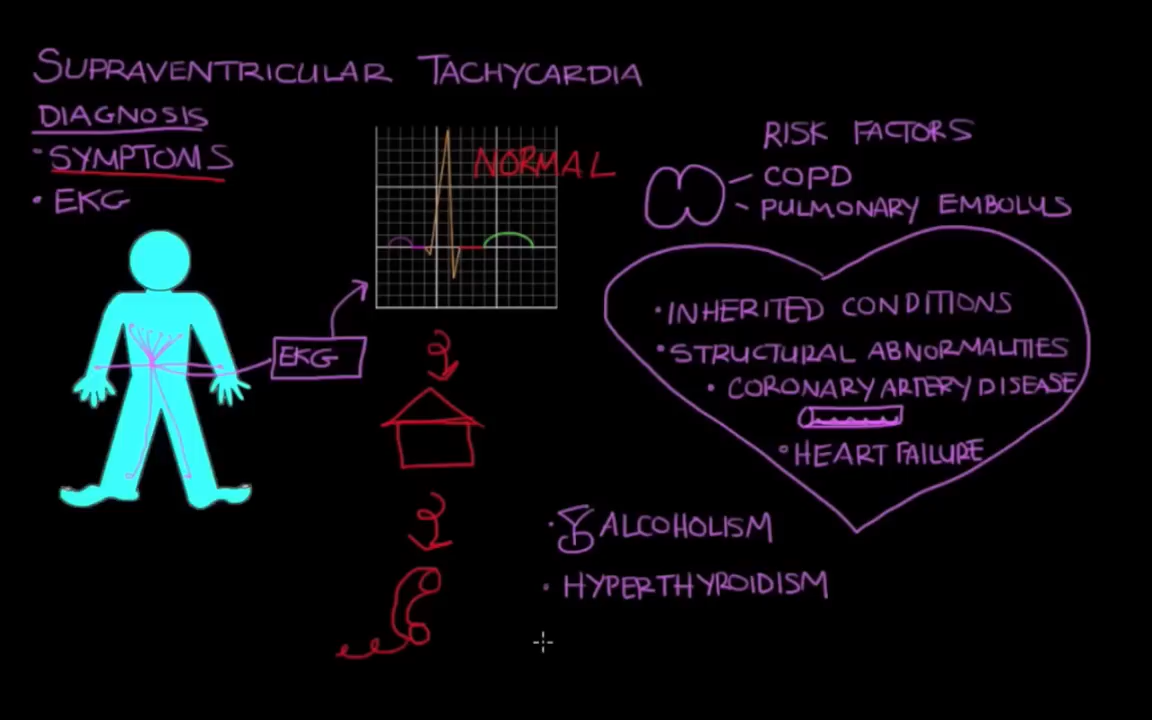 SUPRAVENTRICULAR TACHYCARDIA
DIAGNOSIS
• SYMPTOMS
• EKG
EKG
NORMAL
RISK FACTORS
- COPD
- PULMONARY EMBOLUS
• INHERITED CONDITIONS
• STRUCTURAL ABNORMALITIES
• CORONARY ARTERY DISEASE
• HEART FAILURE
• ALCOHOLISM
• HYPERTHYROIDISM